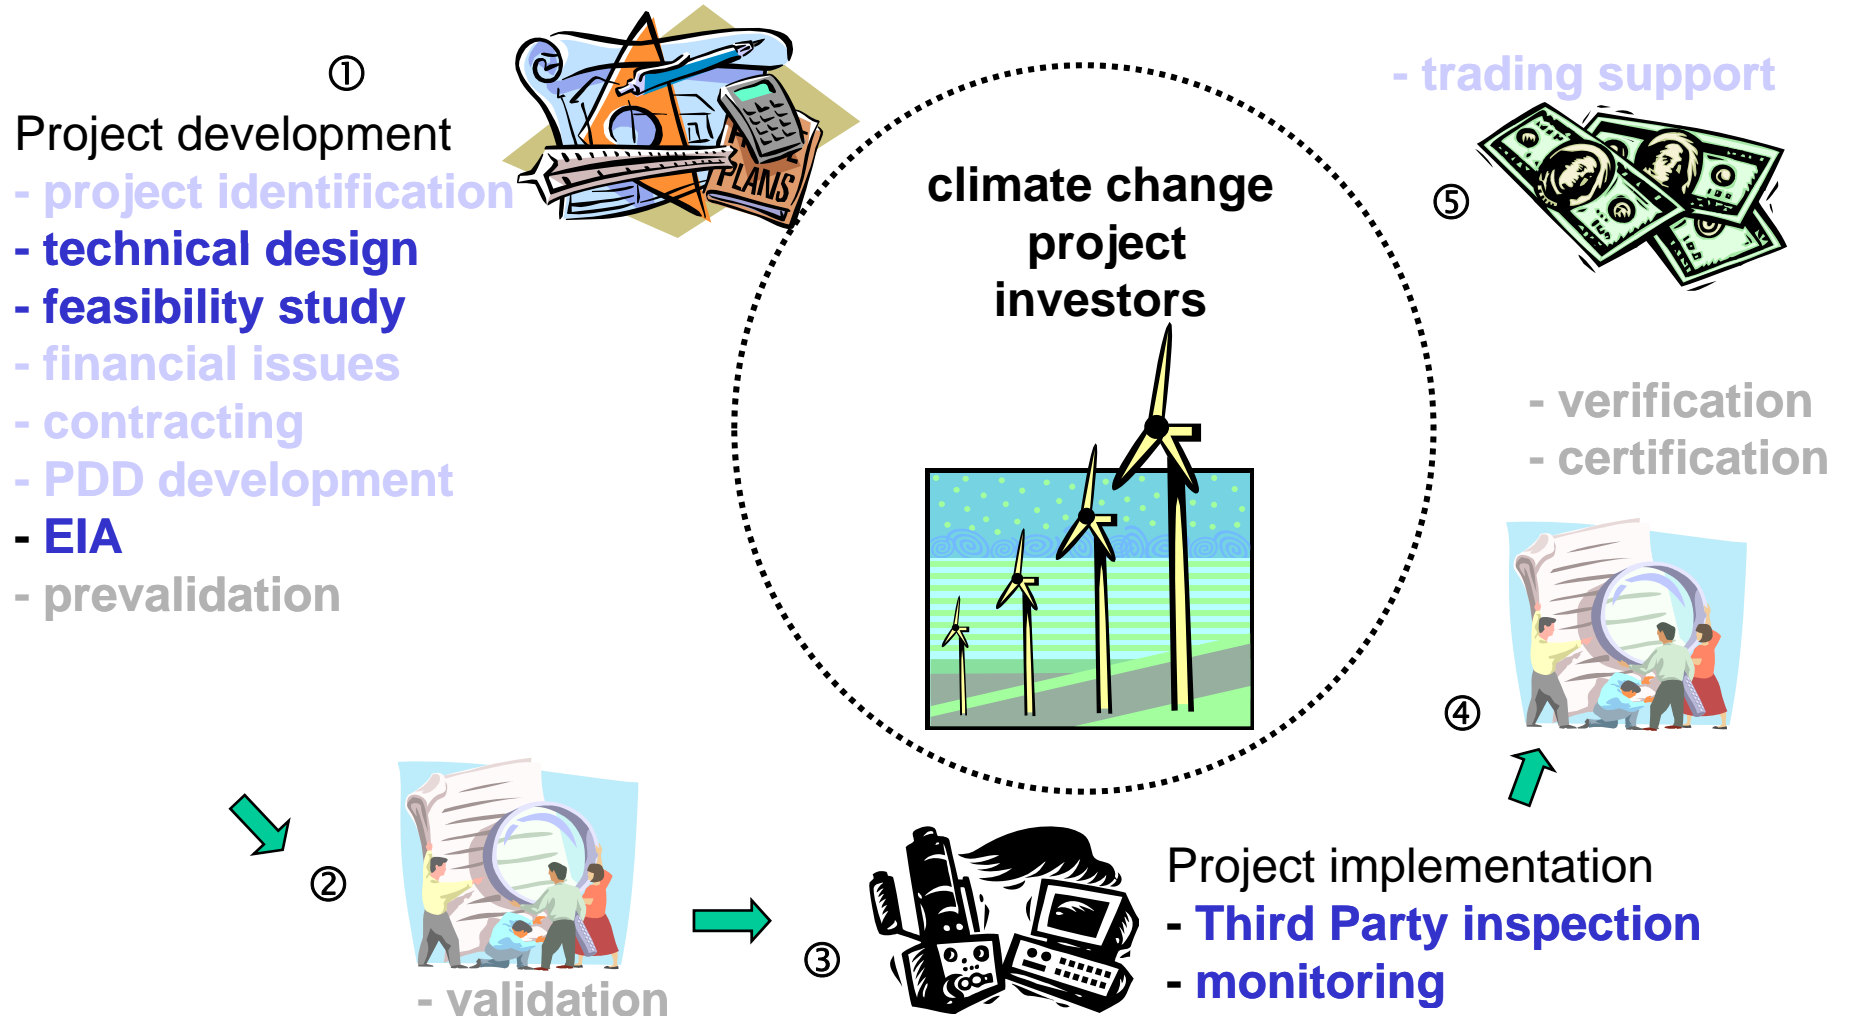 ①
Project development
- project identification
- technical design
- feasibility study
- financial issues
- contracting
- PDD development
- EIA
- prevalidation
PLANS
climate change
project
investors
- trading support
⑤
- verification
- certification
④
②
- validation
③
Project implementation
- Third Party inspection
- monitoring